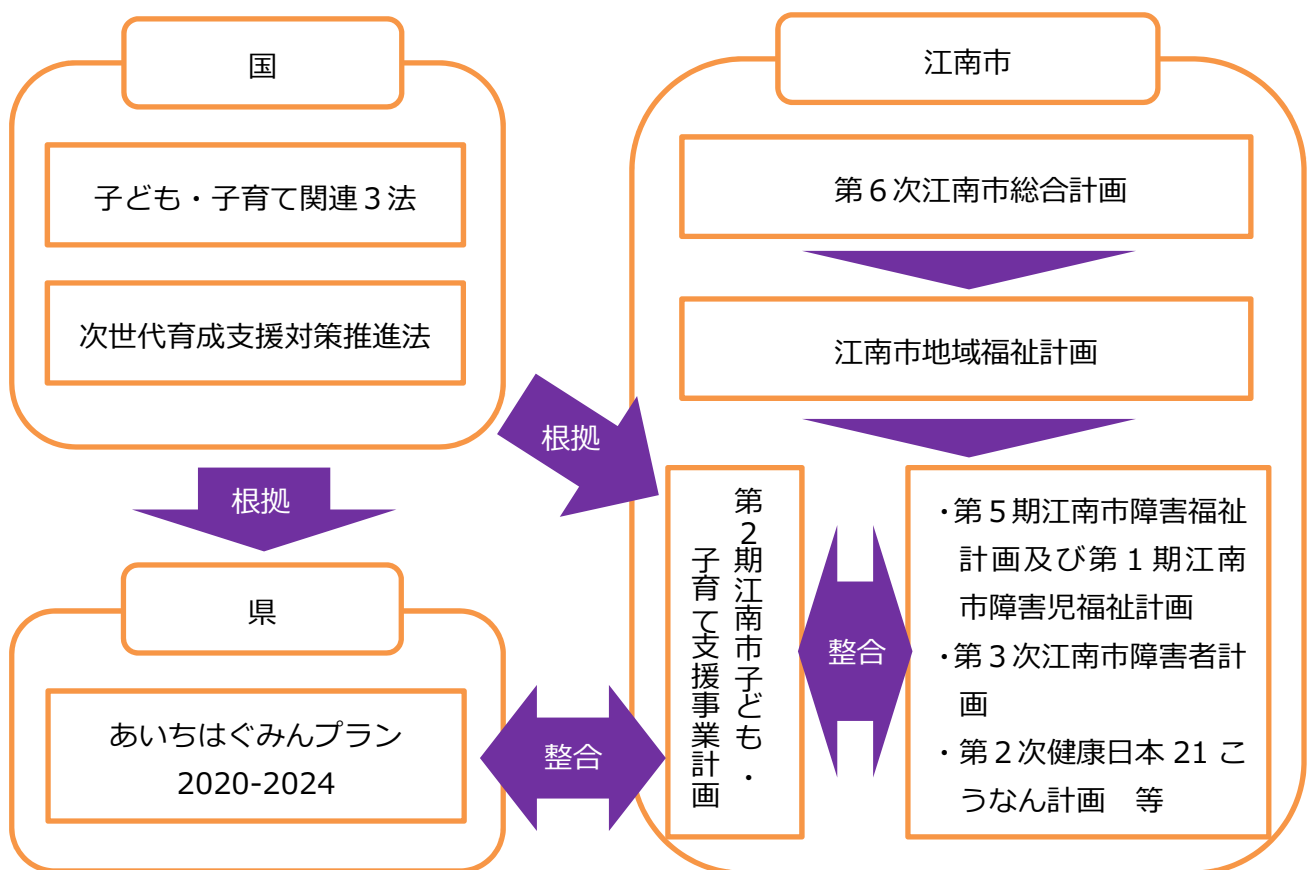 国
子ども・子育て関連３法
次世代育成支援対策推進法
根拠
根拠
県
あいちはぐみんプラン
2020-2024
整合
江南市
第６次江南市総合計画
江南市地域福祉計画
第２期江南市子ども・
子育て支援事業計画
整合
・第５期江南市障害福祉
計画及び第１期江南
市障害児福祉計画
・第３次江南市障害者計
画
・第２次健康日本 21 こ
うなん計画　等